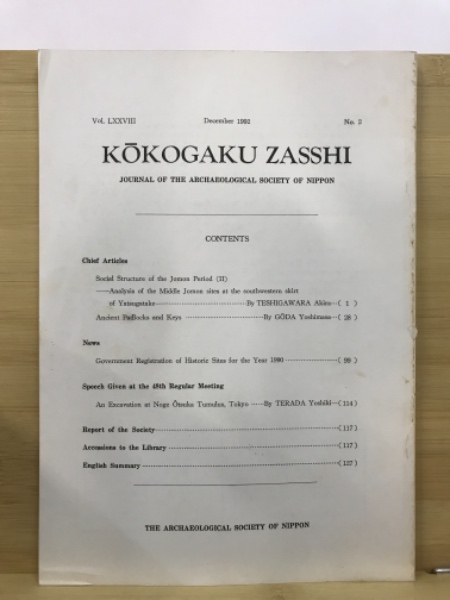 Vol. LXXVIII December 1992 No. 2
KŌKOGAKU ZASSHI
JOURNAL OF THE ARCHAEOLOGICAL SOCIETY OF NIPPON
CONTENTS
Chief Articles
Social Structure of the Jomon Period (II)
—Analysis of the Middle Jomon sites at the southwestern skirt
of Yatsugatake By TESHIGAWARA Akira ( 1 )
Ancient Padlocks and Keys By GŌDA Yoshimasa ( 28 )
News
Government Registration of Historic Sites for the Year 1990 ( 99 )
Speech Given at the 48th Regular Meeting
An Excavation at Noge Ōtsuka Tumulus, Tokyo By TERADA Yoshiki (114)
Report of the Society (117)
Accessions to the Library (117)
English Summary (127)
THE ARCHAEOLOGICAL SOCIETY OF NIPPON